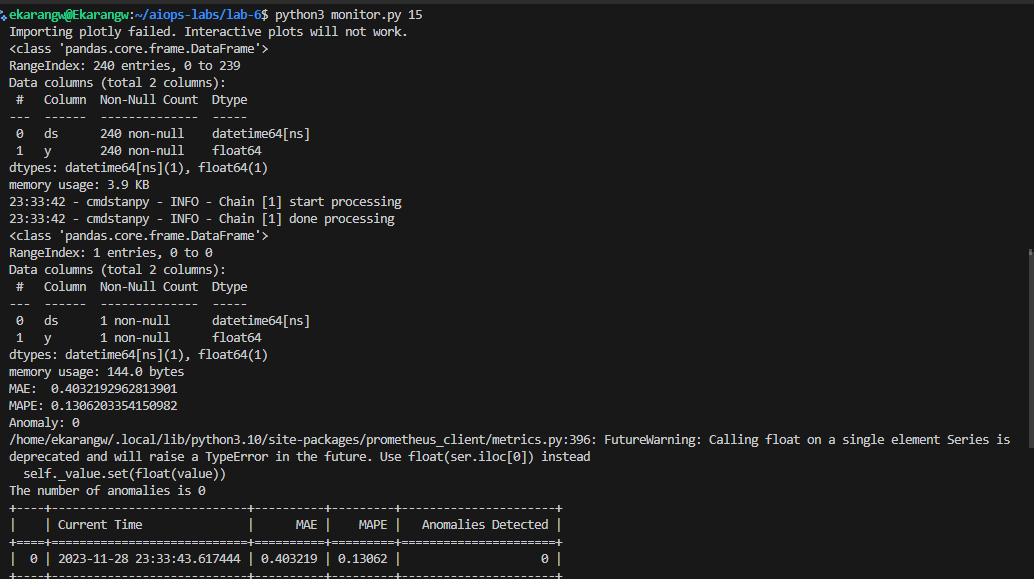 ekarangw@Ekarangw:~/aiops-labs/lab-6$ python3 monitor.py 15
Importing plotly failed. Interactive plots will not work.
<class 'pandas.core.frame.DataFrame'>
RangeIndex: 240 entries, 0 to 239
Data columns (total 2 columns):
 #   Column  Non-Null Count  Dtype
---  ------  --------------  -----
 0   ds      240 non-null    datetime64[ns]
 1   y       240 non-null    float64
dtypes: datetime64[ns](1), float64(1)
memory usage: 3.9 KB
23:33:42 - cmdstanpy - INFO - Chain [1] start processing
23:33:42 - cmdstanpy - INFO - Chain [1] done processing
<class 'pandas.core.frame.DataFrame'>
RangeIndex: 1 entries, 0 to 0
Data columns (total 2 columns):
 #   Column  Non-Null Count  Dtype
---  ------  --------------  -----
 0   ds      1 non-null      datetime64[ns]
 1   y       1 non-null      float64
dtypes: datetime64[ns](1), float64(1)
memory usage: 144.0 bytes
MAE:  0.4032192962813901
MAPE: 0.1306203354150982
Anomaly: 0
/home/ekarangw/.local/lib/python3.10/site-packages/prometheus_client/metrics.py:396: FutureWarning: Calling float on a single element Series is
deprecated and will raise a TypeError in the future. Use float(ser.iloc[0]) instead
  self._value.set(float(value))
The number of anomalies is 0
+----+----------------------------+----------+---------+----------------------+
|    | Current Time               |      MAE |    MAPE |   Anomalies Detected |
+====+============================+==========+=========+======================+
|  0 | 2023-11-28 23:33:43.617444 | 0.403219 | 0.13062 |                    0 |
+----+----------------------------+----------+---------+----------------------+